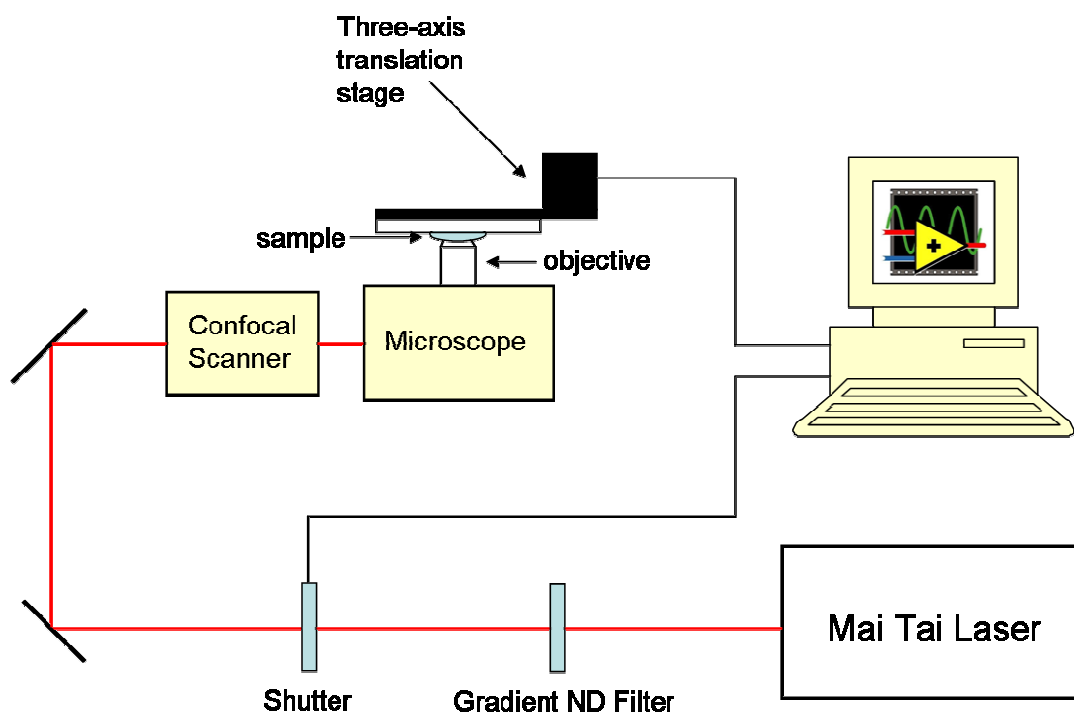 Three-axis
translation
stage
sample
objective
Confocal
Scanner
Microscope
Mai Tai Laser
Shutter
Gradient ND Filter